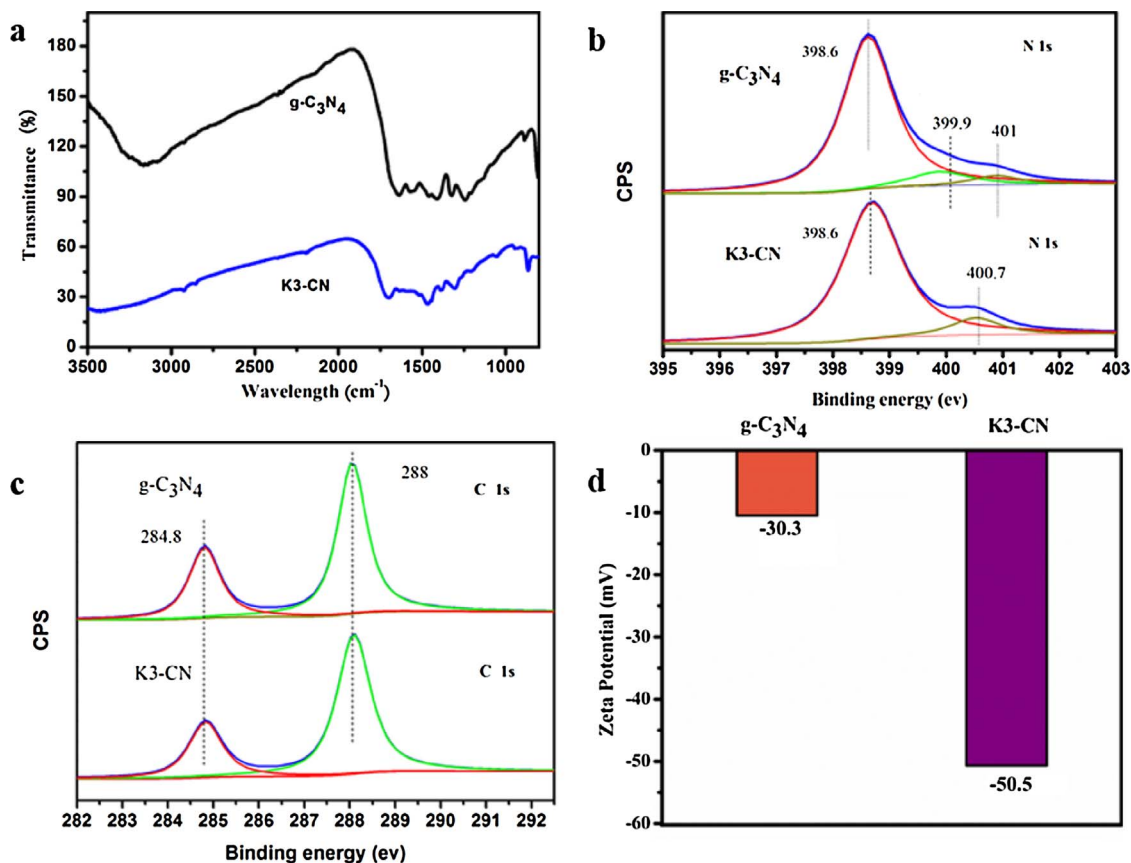 a
180
150
120
90
60
30
0
Transmittance (%)
g-C3N4
K3-CN
3500 3000 2500 2000 1500 1000
Wavelength (cm-1)
b
398.6
N 1s
g-C3N4
399.9
401
CPS
398.6
N 1s
K3-CN
400.7
395 396 397 398 399 400 401 402 403
Binding energy (ev)
c
g-C3N4
288
C 1s
284.8
CPS
K3-CN
C 1s
282 283 284 285 286 287 288 289 290 291 292
Binding energy (ev)
g-C3N4 K3-CN
d
0
-10
-20
-30
-40
-50
-60
Zeta Potential (mV)
-30.3
-50.5